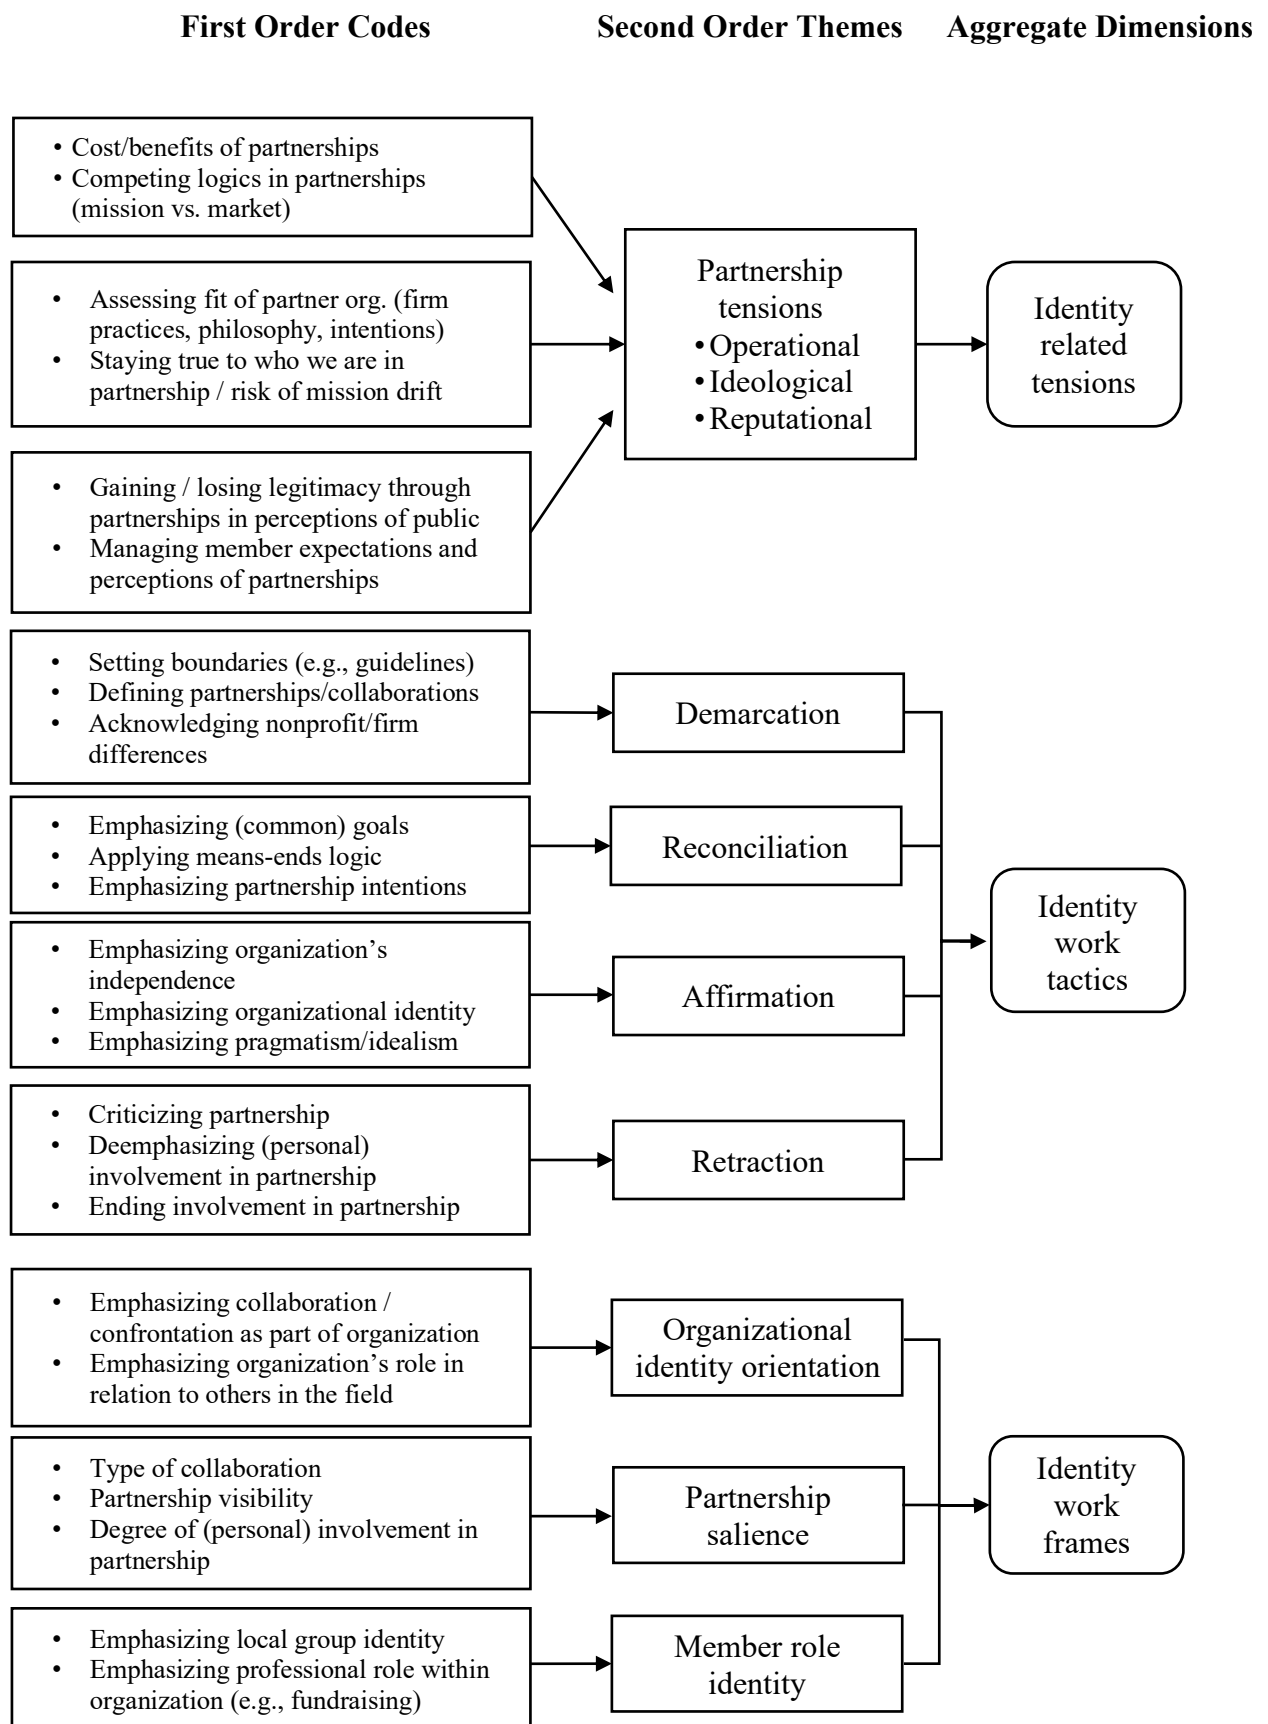 First Order Codes
Second Order Themes
Aggregate Dimensions
• Cost/benefits of partnerships
• Competing logics in partnerships
(mission vs. market)
• Assessing fit of partner org. (firm
practices, philosophy, intentions)
• Staying true to who we are in
partnership / risk of mission drift
• Gaining / losing legitimacy through
partnerships in perceptions of public
• Managing member expectations and
perceptions of partnerships
Partnership
tensions
• Operational
• Ideological
• Reputational
Identity
related
tensions
• Setting boundaries (e.g., guidelines)
• Defining partnerships/collaborations
• Acknowledging nonprofit/firm
differences
Demarcation
• Emphasizing (common) goals
• Applying means-ends logic
• Emphasizing partnership intentions
Reconciliation
• Emphasizing organization’s
independence
• Emphasizing organizational identity
• Emphasizing pragmatism/idealism
Affirmation
• Criticizing partnership
• Deemphasizing (personal)
involvement in partnership
• Ending involvement in partnership
Retraction
Identity
work
tactics
• Emphasizing collaboration /
confrontation as part of organization
• Emphasizing organization’s role in
relation to others in the field
Organizational
identity orientation
• Type of collaboration
• Partnership visibility
• Degree of (personal) involvement in
partnership
Partnership
salience
• Emphasizing local group identity
• Emphasizing professional role within
organization (e.g., fundraising)
Member role
identity
Identity
work
frames